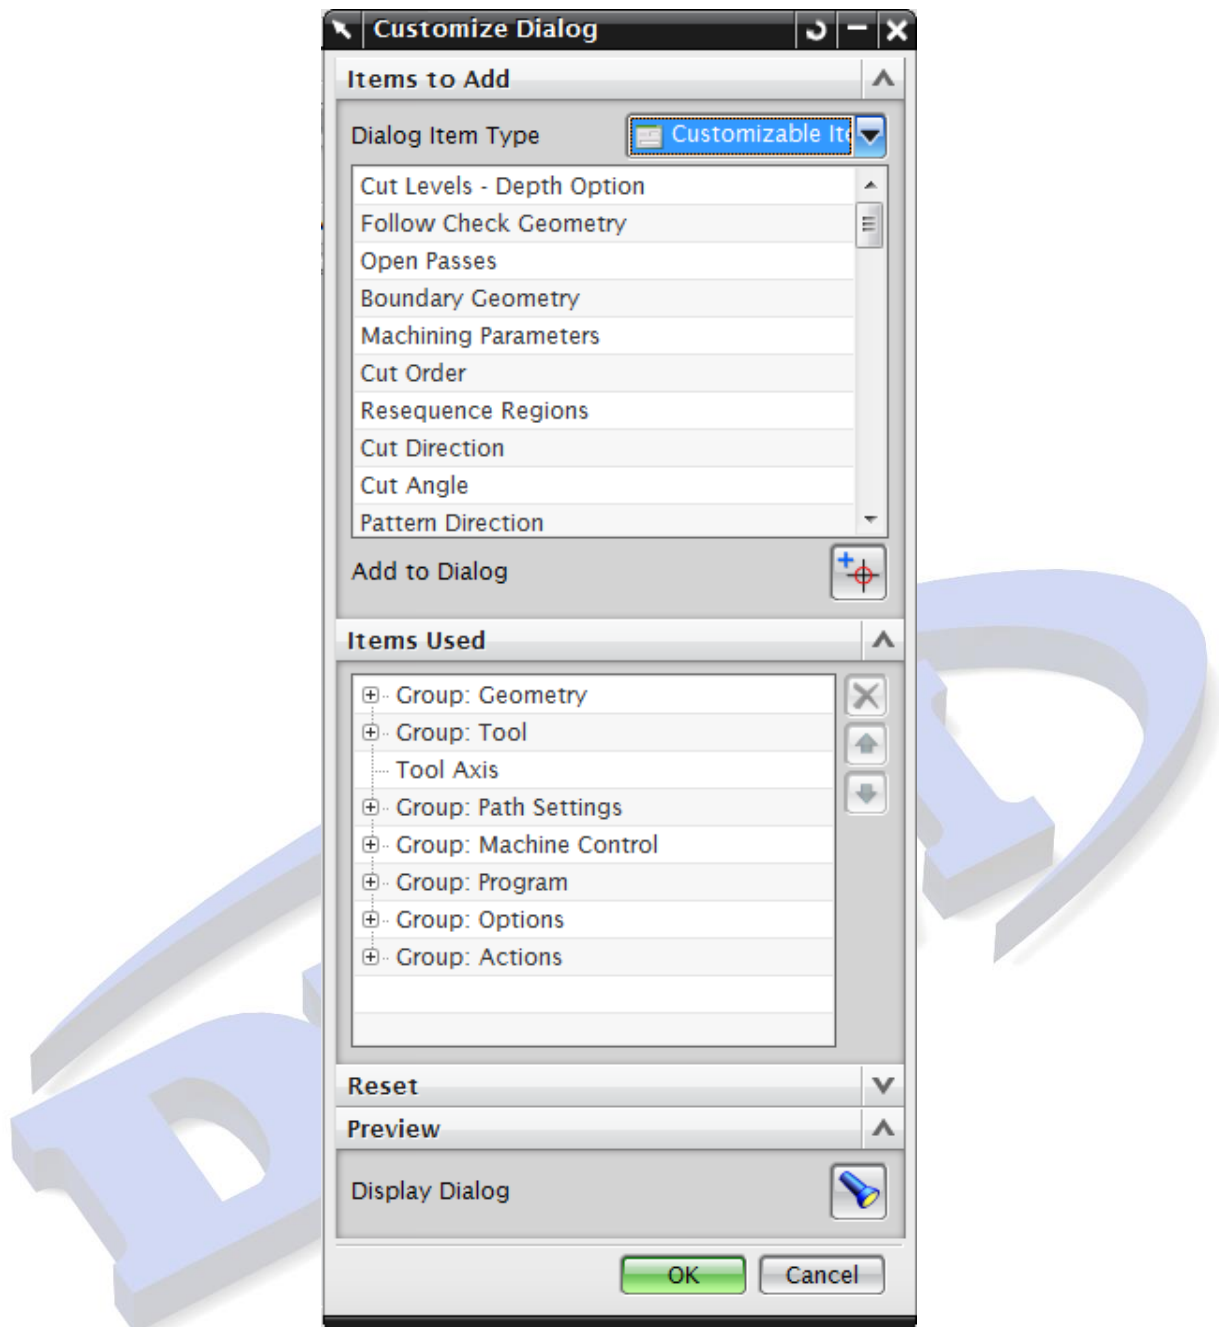 Customize Dialog
Items to Add
Dialog Item Type
Customizable Ite
Cut Levels - Depth Option
Follow Check Geometry
Open Passes
Boundary Geometry
Machining Parameters
Cut Order
Resequence Regions
Cut Direction
Cut Angle
Pattern Direction
Add to Dialog
Items Used
Group: Geometry
Group: Tool
Tool Axis
Group: Path Settings
Group: Machine Control
Group: Program
Group: Options
Group: Actions
Reset
Preview
Display Dialog
OK Cancel